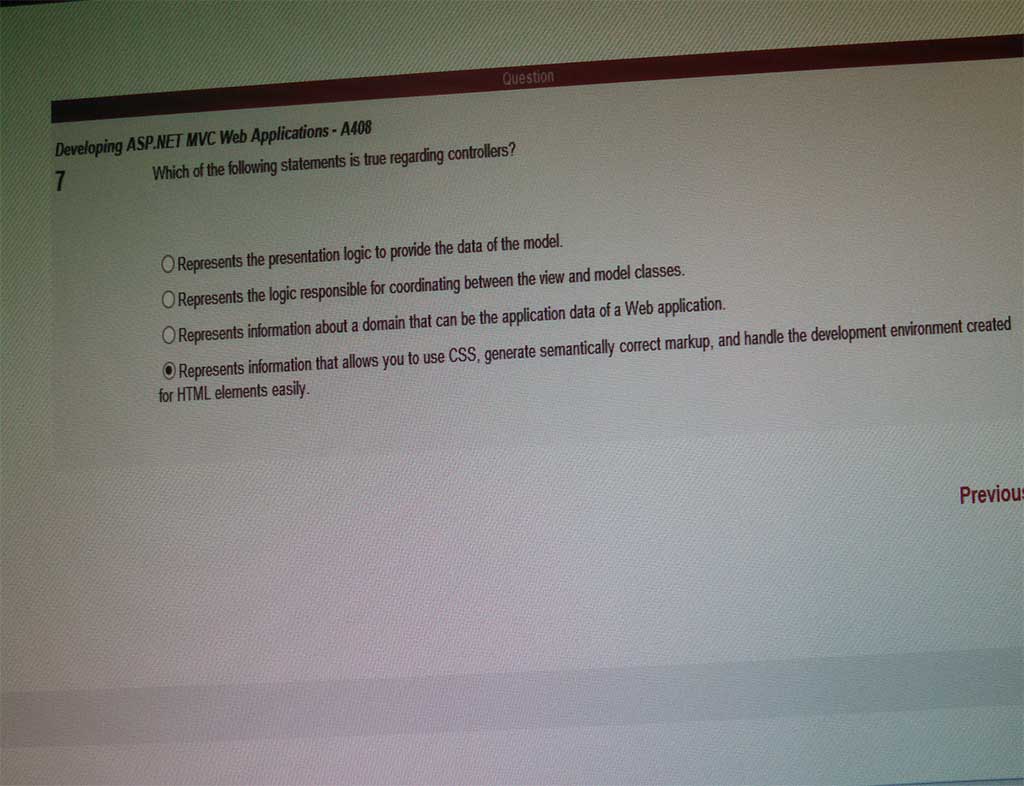 Question
Developing ASP.NET MVC Web Applications - A408
7
Which of the following statements is true regarding controllers?
Represents the presentation logic to provide the data of the model.
Represents the logic responsible for coordinating between the view and model classes.
Represents information about a domain that can be the application data of a Web application.
Represents information that allows you to use CSS, generate semantically correct markup, and handle the development environment created
for HTML elements easily.
Previous